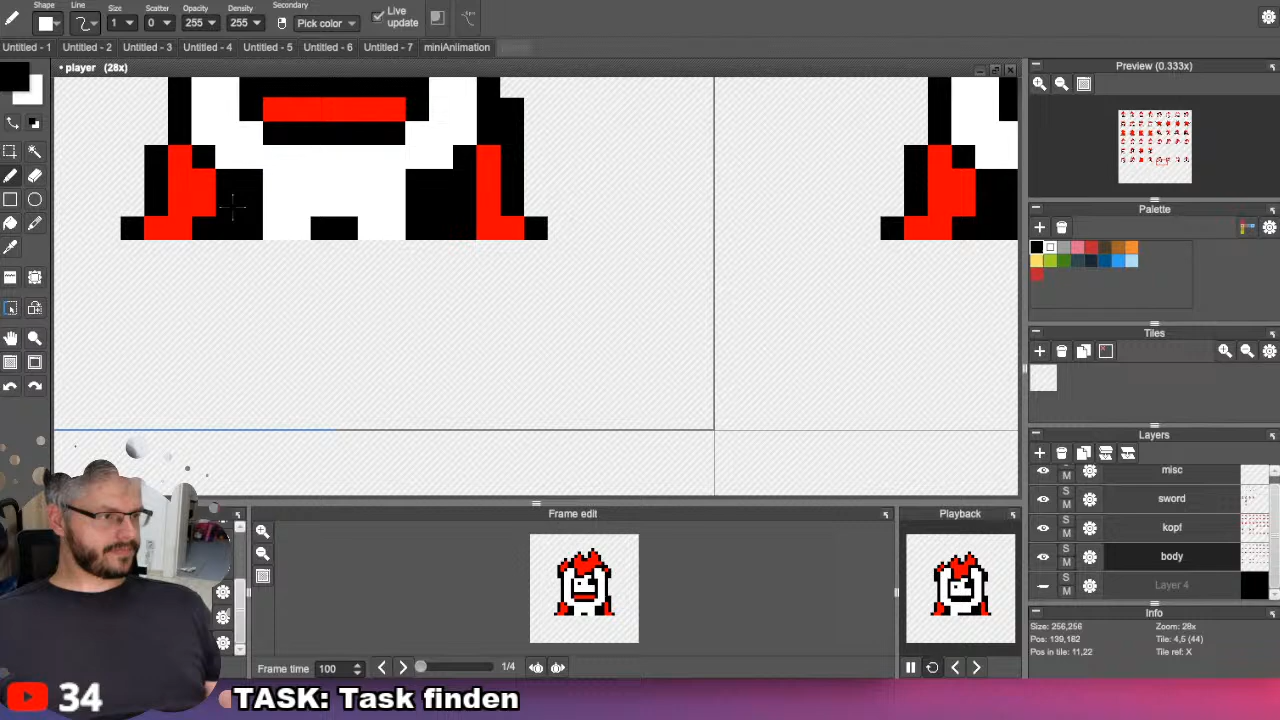 Shape Line Size Scatter Opacity Density Secondary
1 0 255 255 Pick color Live update
Untitled - 1 Untitled - 2 Untitled - 3 Untitled - 4 Untitled - 5 Untitled - 6 Untitled - 7 miniAnimation
• player (28x)
Preview (0.333x)
Palette
Tiles
Layers
S
M
misc
S
M
sword
S
M
kopf
S
M
body
S
M
Layer 4
Info
Size: 256,256 Zoom: 28x
Pos: 139,182 Tile: 4,5 (44)
Pos in tile: 11,22 Tile ref: X
Frame edit
Playback
Frame time 100 1/4
34 TASK: Task finden